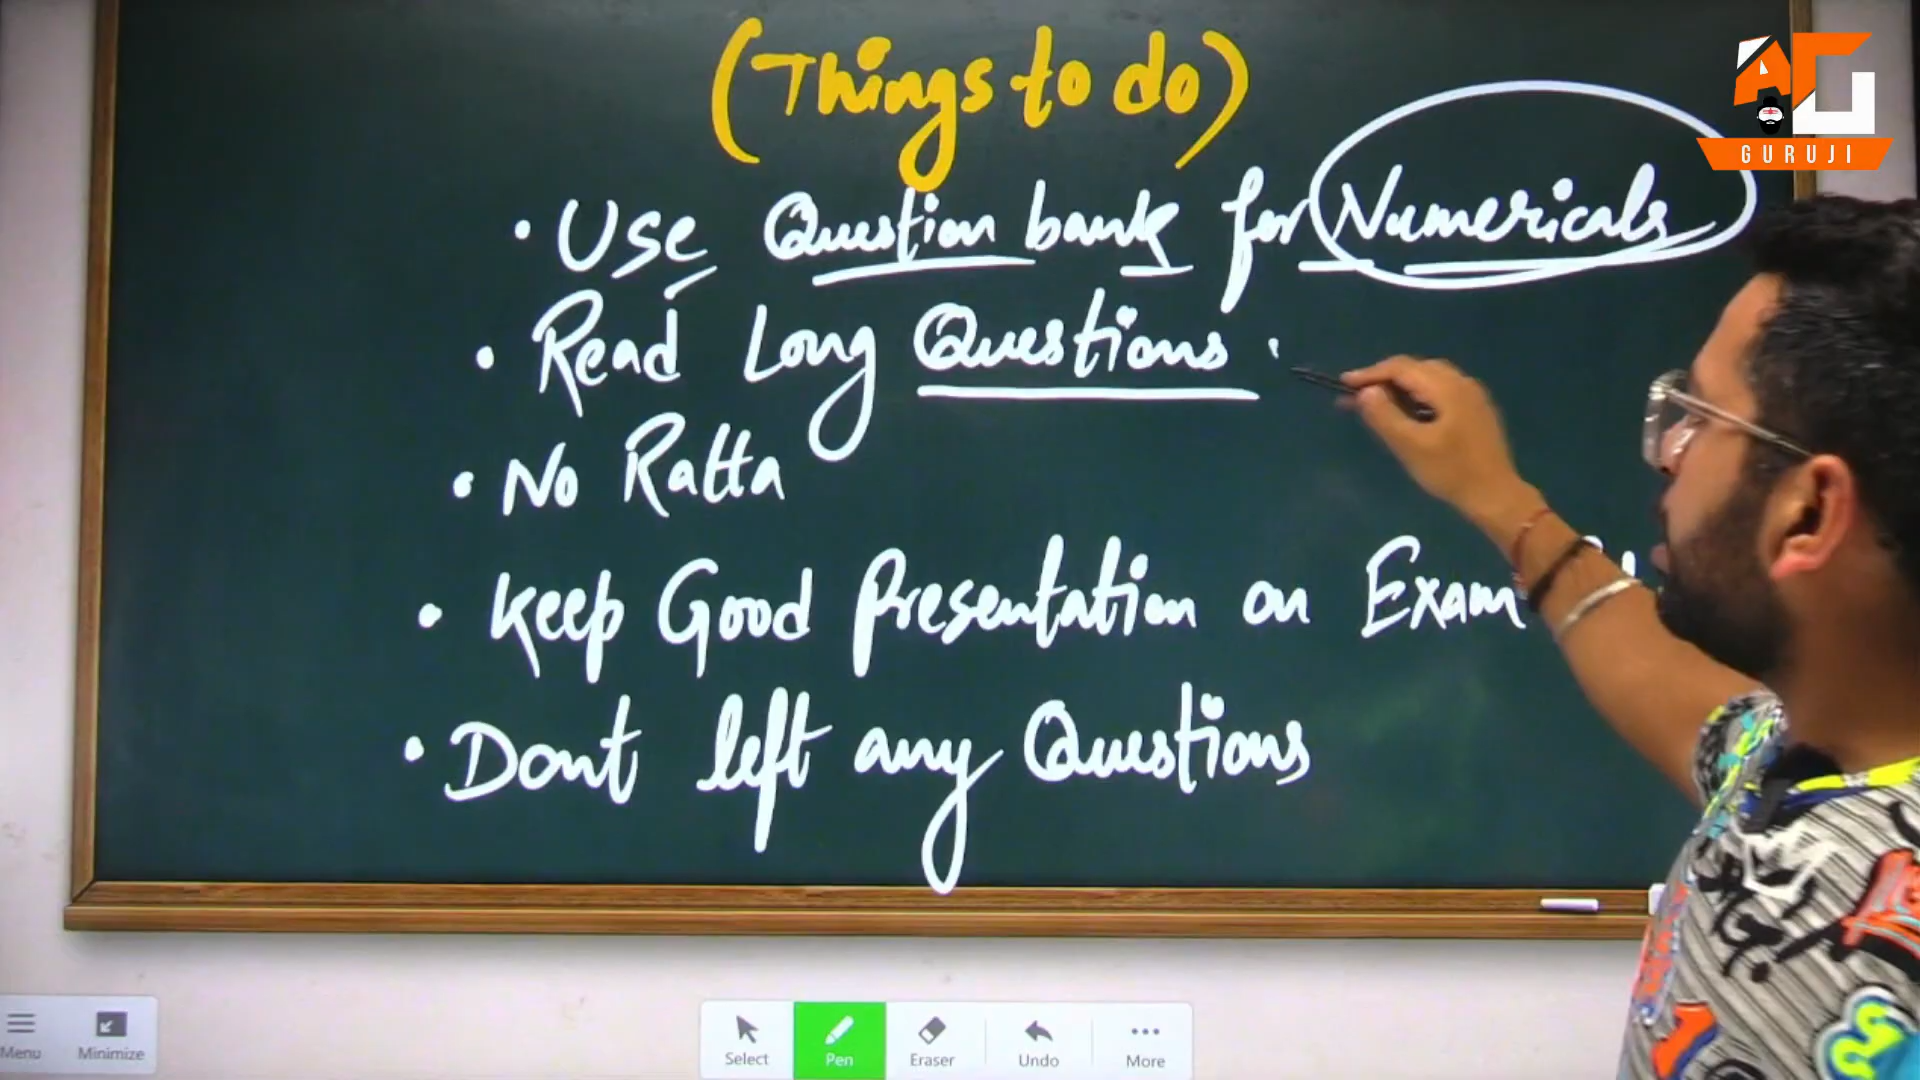 (Things to do)
AG
GURUJI
• Use Question bank for Numericals
• Read Long Questions
• No Ratta
• Keep Good Presentation on Exam
• Dont left any Questions
Menu
Minimize
Select
Pen
Eraser
Undo
More